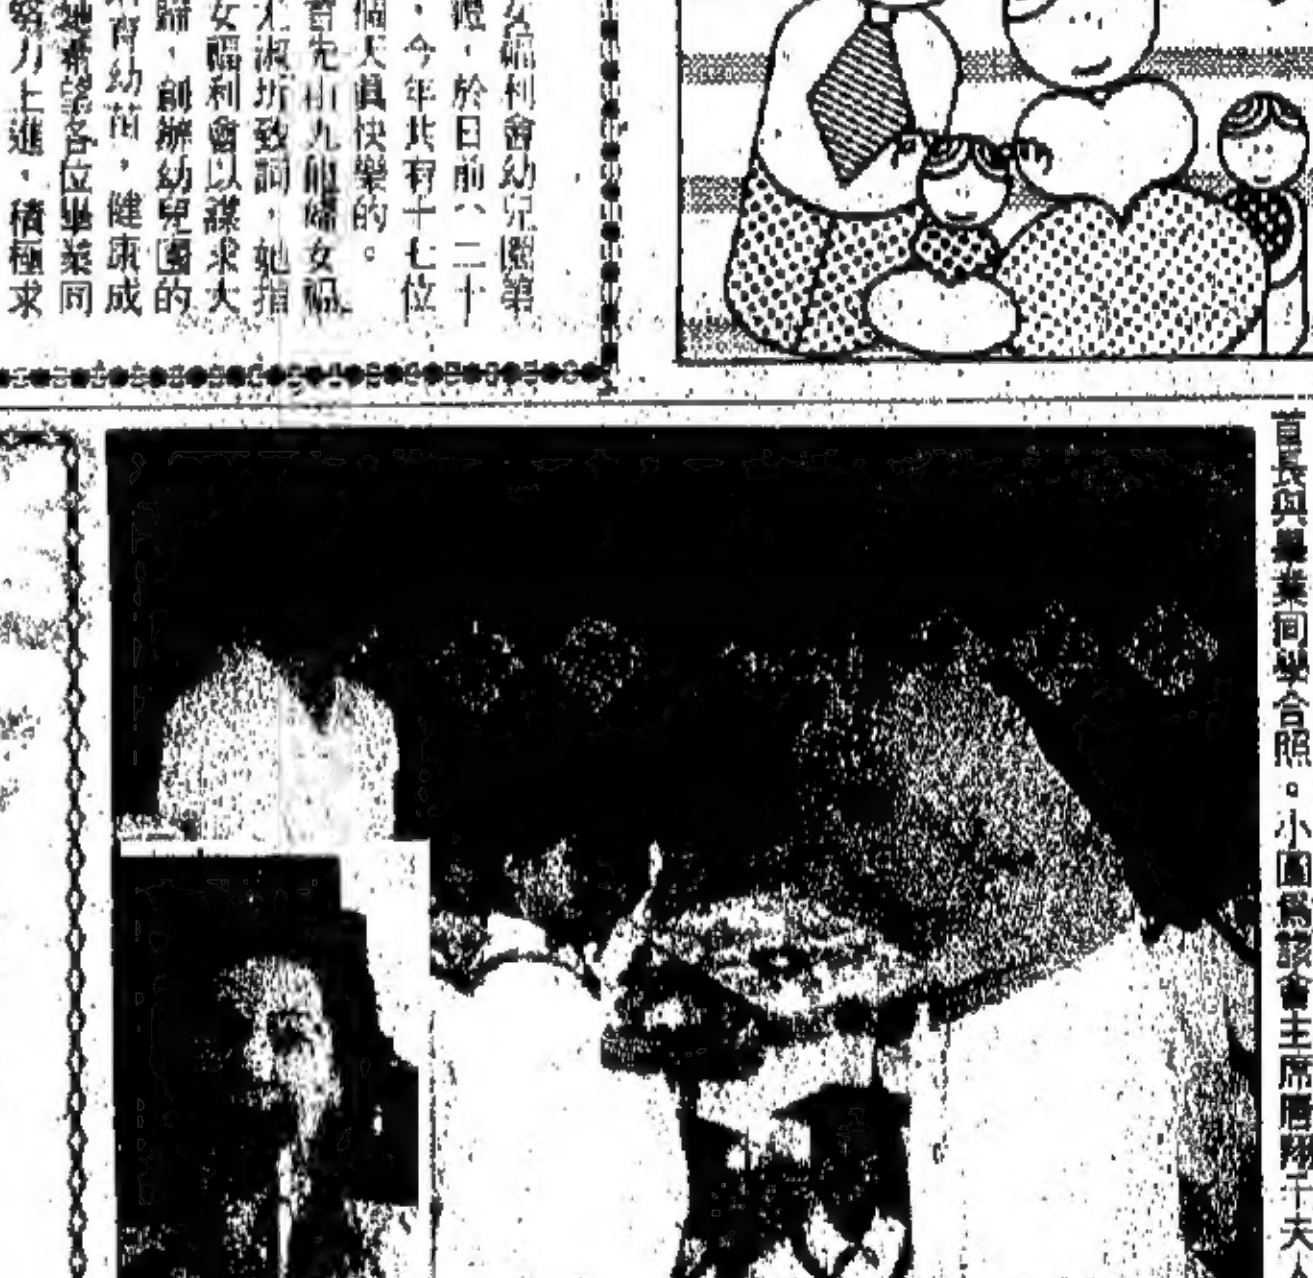 女福利會幼兒園第
禮，於日前（二十
，今年共有十七位
個天真快樂的。
首先由九龍婦女福
尤淑圻致詞，她指
女福利會以謀求大
歸，創辦幼兒園的
培育幼苗，健康成
她希望各位畢業同
努力上進，積極求
首長與畢業同學合照。小圖為該會主席唐翔千夫人